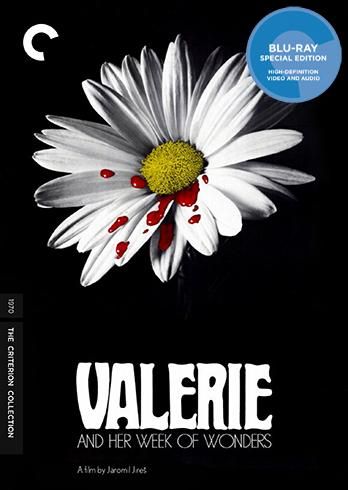 BLU-RAY
SPECIAL EDITION
HIGH-DEFINITION
VIDEO AND AUDIO
1970
THE CRITERION COLLECTION
VALERIE
AND HER WEEK OF WONDERS
A film by Jaromil Jireš